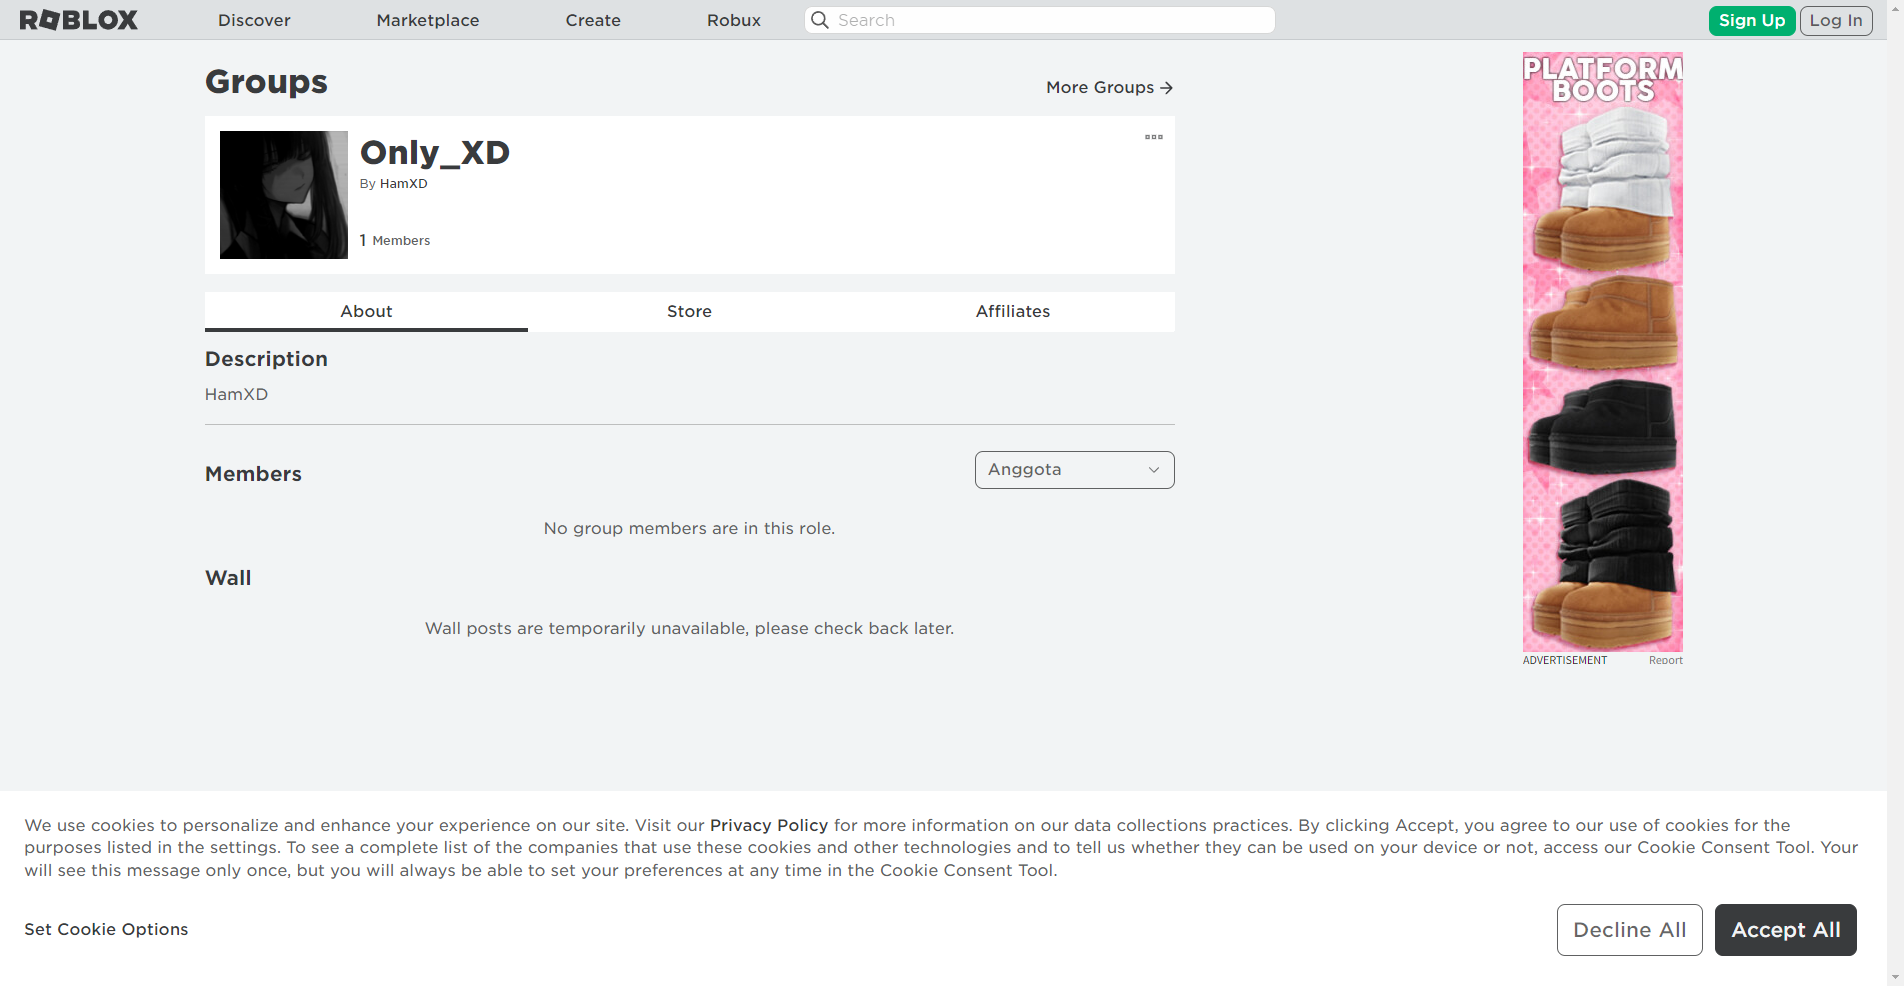 ROBLOX
Discover
Marketplace
Create
Robux
Search
Sign Up
Log In
Groups
More Groups
Only_XD
By HamXD
1 Members
About
Store
Affiliates
Description
HamXD
Members
Anggota
No group members are in this role.
Wall
Wall posts are temporarily unavailable, please check back later.
PLATFORM
BOOTS
ADVERTISEMENT
Report
We use cookies to personalize and enhance your experience on our site. Visit our Privacy Policy for more information on our data collections practices. By clicking Accept, you agree to our use of cookies for the
purposes listed in the settings. To see a complete list of the companies that use these cookies and other technologies and to tell us whether they can be used on your device or not, access our Cookie Consent Tool. Your
will see this message only once, but you will always be able to set your preferences at any time in the Cookie Consent Tool.
Set Cookie Options
Decline All
Accept All